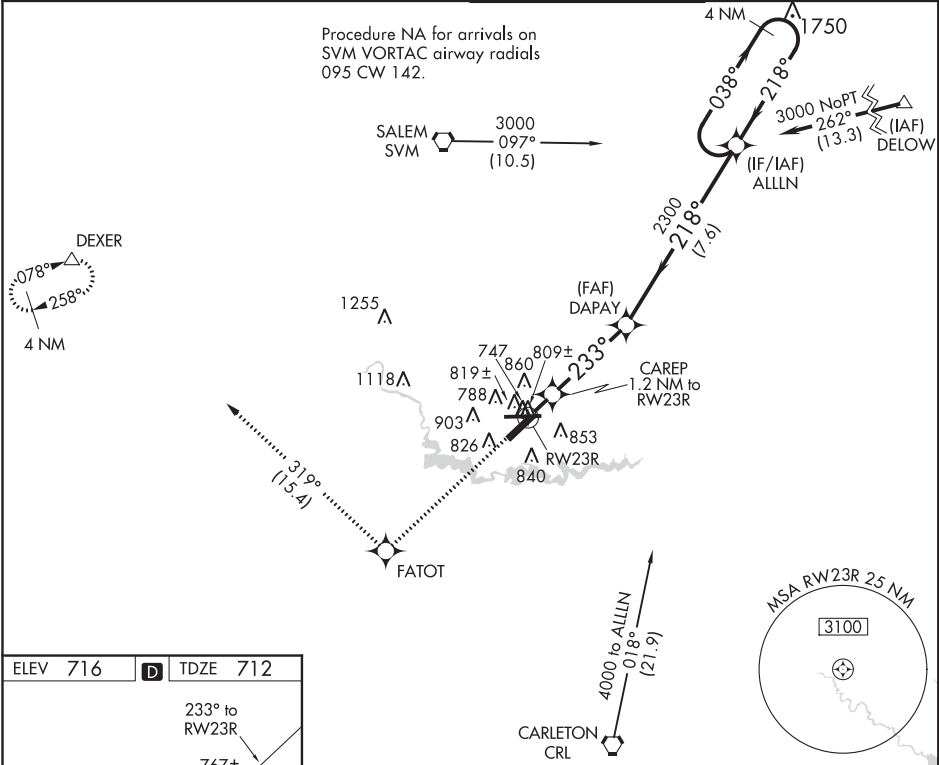 Procedure NA for arrivals on
SVM VORTAC airway radials
095 CW 142.
4 NM
1750
038°
218°
3000 NoPT
262°
(13.3)
(IAF)
DELOW
SALEM
SVM
3000
097°
(10.5)
(IF/IAF)
ALLLN
2300
218°
(7.6)
DEXER
078°
258°
4 NM
(FAF)
DAPAY
1255
233°
CAREP
1.2 NM to
RW23R
747
809±
860
819±
1118
788
903
826
853
RW23R
840
319°
(15.4)
FATOT
MSA RW23R 25 NM
3100
4000 to ALLLN
018°
(21.9)
CARLETON
CRL
ELEV 716 D TDZE 712
233° to
RW23R
767±